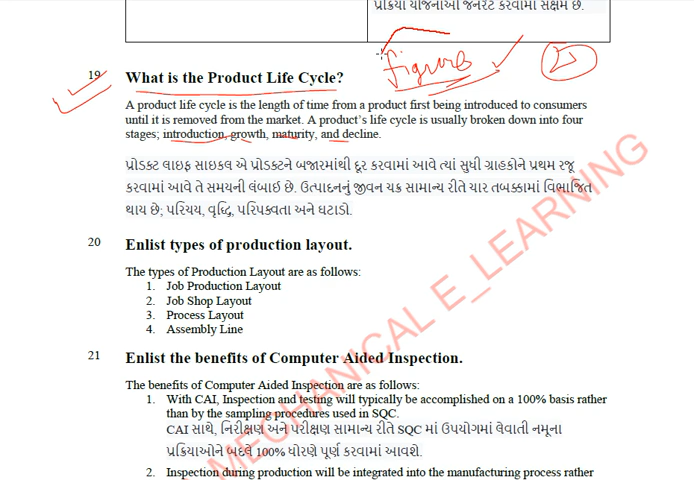 પ્રક્રિયા યોજનાઓ જનરેટ કરવામાં સક્ષમ છે.
figure
19 What is the Product Life Cycle?
A product life cycle is the length of time from a product first being introduced to consumers
until it is removed from the market. A product's life cycle is usually broken down into four
stages; introduction, growth, maturity, and decline.
પ્રોડક્ટ લાઇફ સાઇકલ એ પ્રોડક્ટને બજારમાંથી દૂર કરવામાં આવે ત્યાં સુધી ગ્રાહકોને પ્રથમ રજૂ
કરવામાં આવે તે સમયની લંબાઈ છે. ઉત્પાદનનું જીવન ચક્ર સામાન્ય રીતે ચાર તબક્કામાં વિભાજિત
થાય છે; પરિચય, વૃદ્ધિ, પરિપક્વતા અને ઘટાડો.
20 Enlist types of production layout.
The types of Production Layout are as follows:
1. Job Production Layout
2. Job Shop Layout
3. Process Layout
4. Assembly Line
21 Enlist the benefits of Computer Aided Inspection.
The benefits of Computer Aided Inspection are as follows:
1. With CAI, Inspection and testing will typically be accomplished on a 100% basis rather
than by the sampling procedures used in SQC.
CAI સાથે, નિરીક્ષણ અને પરીક્ષણ સામાન્ય રીતે SQC માં ઉપયોગમાં લેવાતી નમૂના
પ્રક્રિયાઓને બદલે 100% ધોરણે પૂર્ણ કરવામાં આવશે.
2. Inspection during production will be integrated into the manufacturing process rather
MECHANICAL E_LEARNING